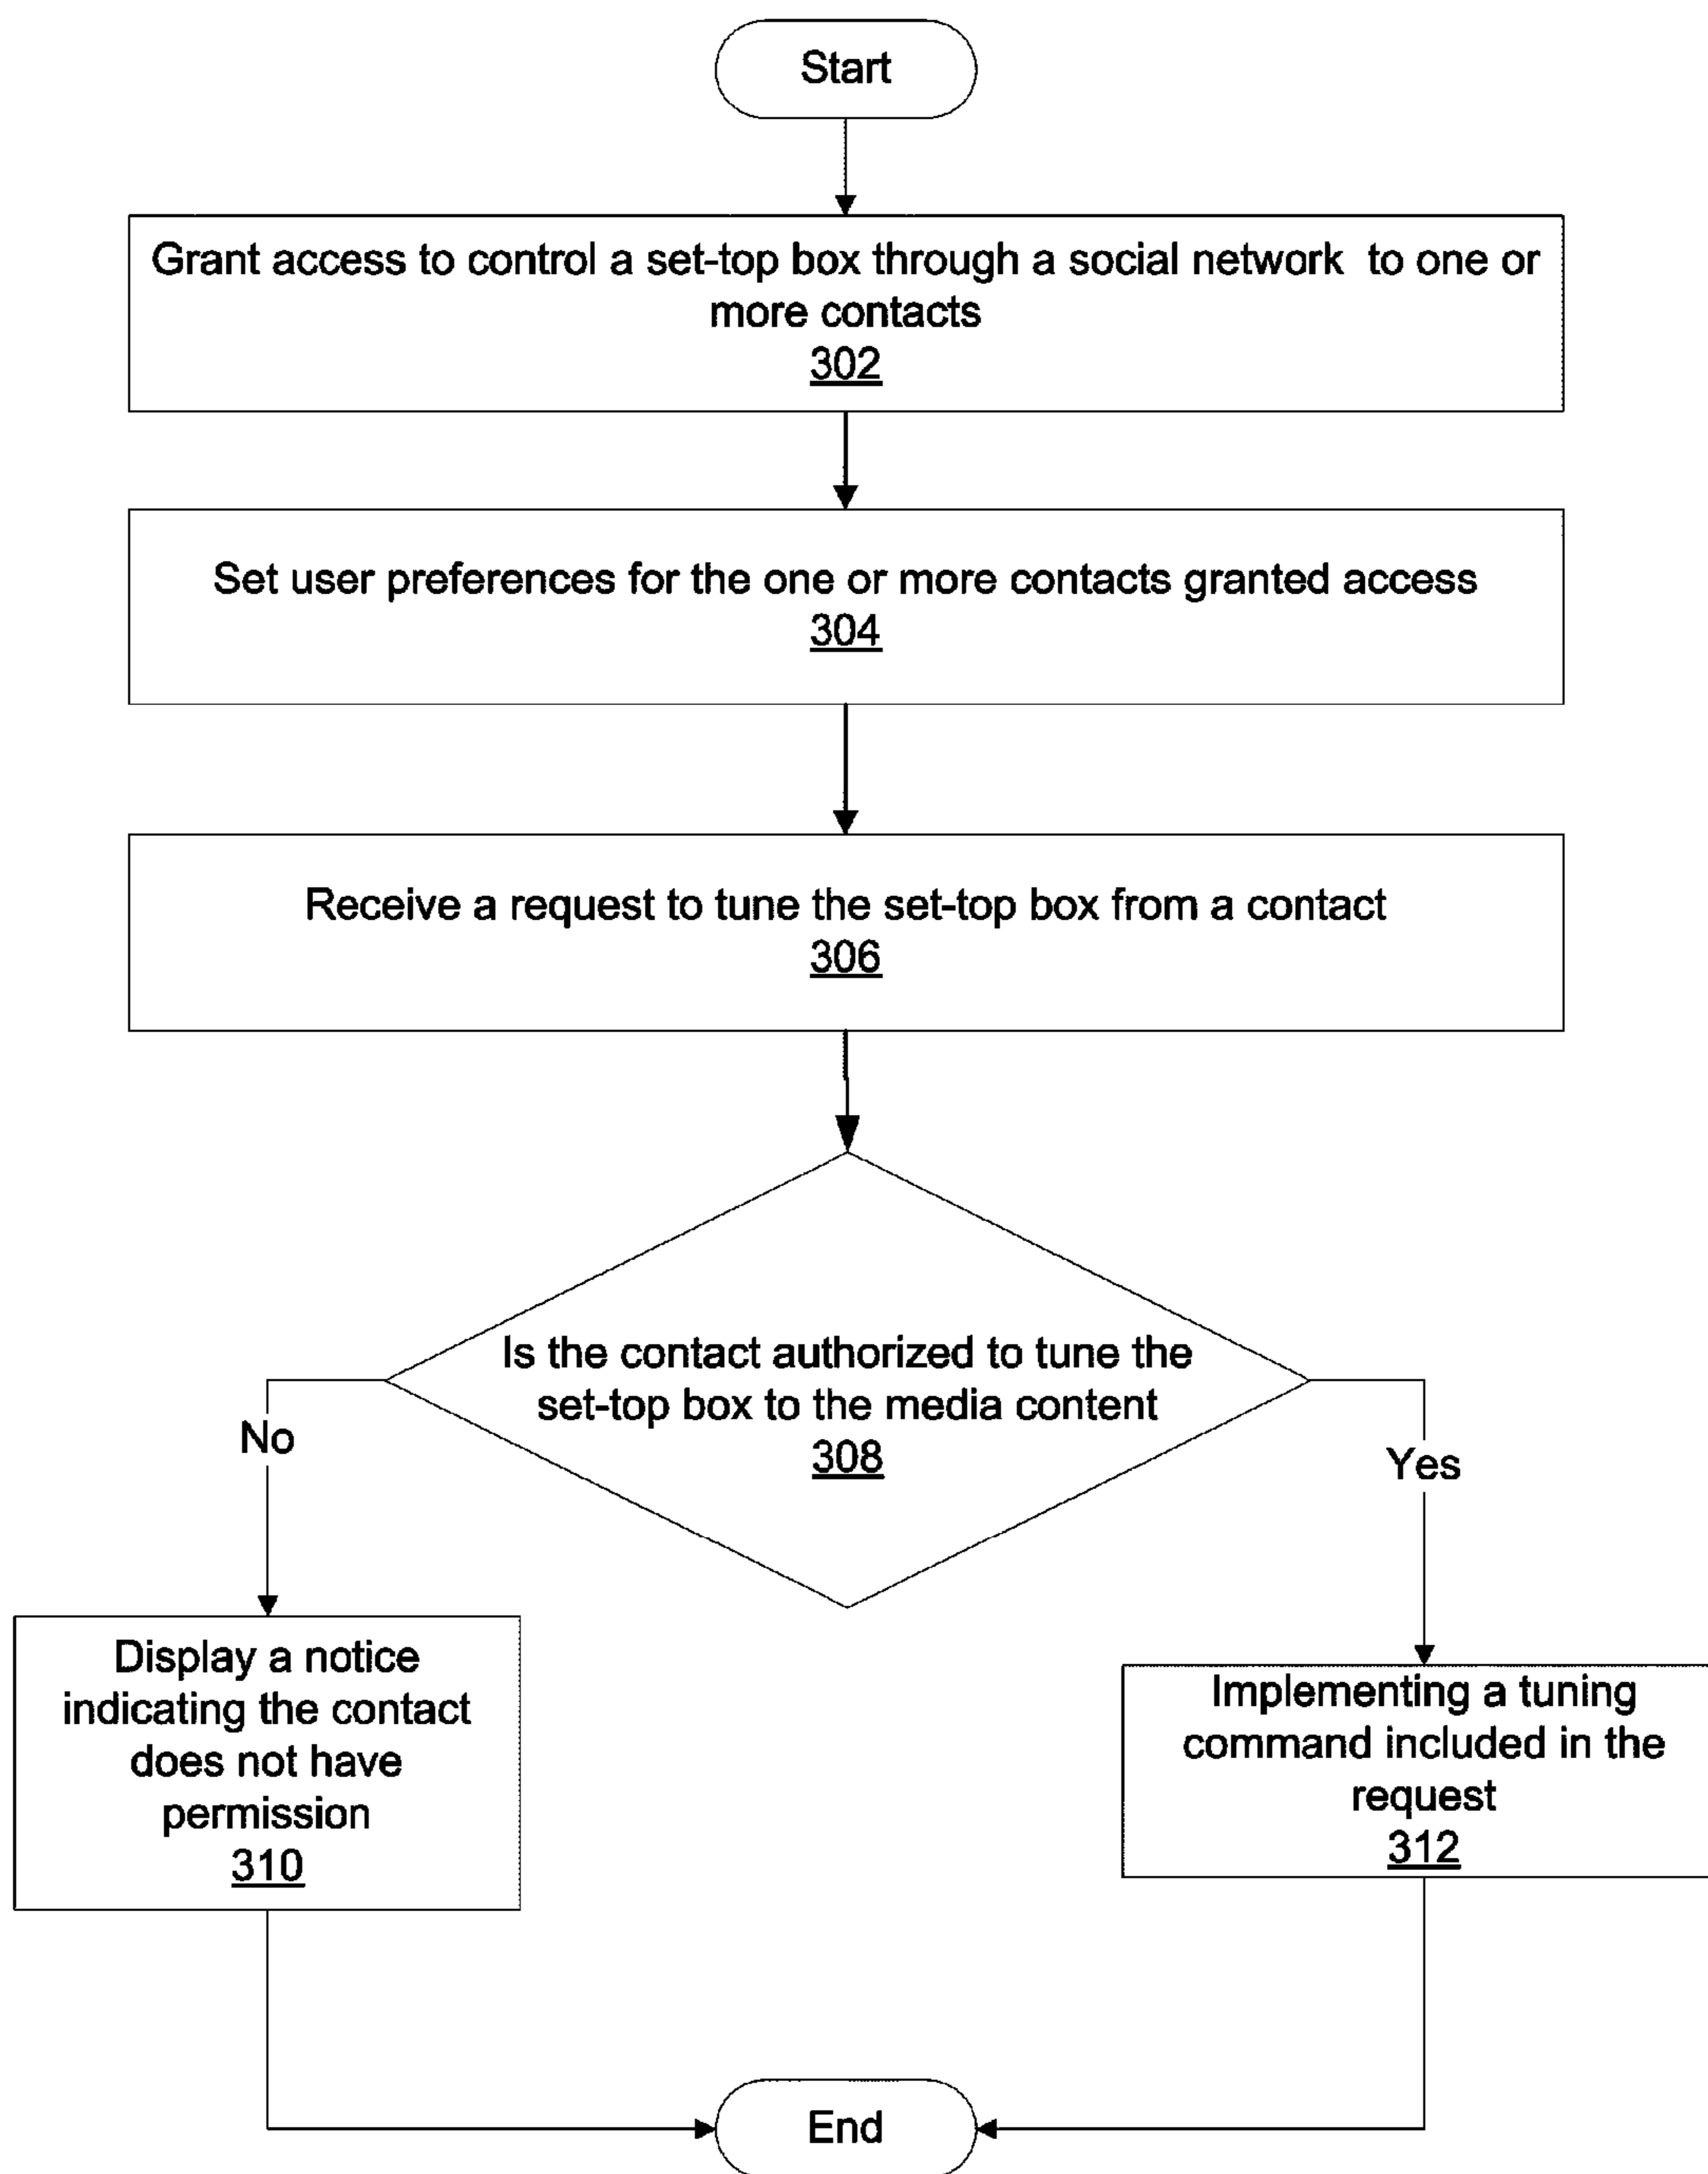 Start
Grant access to control a set-top box through a social network to one or
more contacts
302
Set user preferences for the one or more contacts granted access
304
Receive a request to tune the set-top box from a contact
306
Is the contact authorized to tune the
set-top box to the media content
308
No
Yes
Display a notice
indicating the contact
does not have
permission
310
Implementing a tuning
command included in the
request
312
End